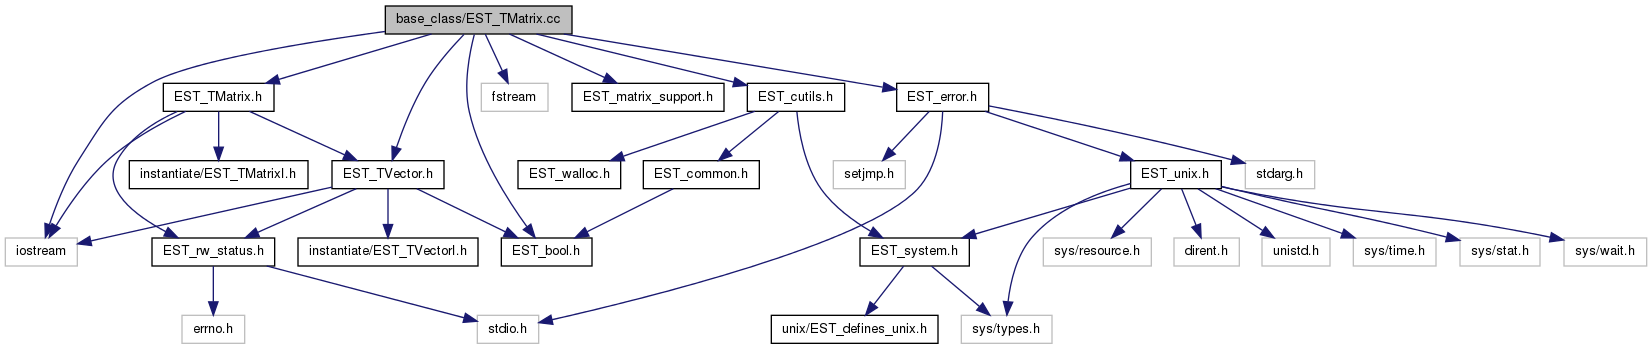 base_class/EST_TMatrix.cc
EST_TMatrix.h
fstream
EST_matrix_support.h
EST_cutils.h
EST_error.h
instantiate/EST_TMatrixI.h
EST_TVector.h
EST_walloc.h
EST_common.h
setjmp.h
EST_unix.h
stdarg.h
iostream
EST_rw_status.h
instantiate/EST_TVectorI.h
EST_bool.h
EST_system.h
sys/resource.h
dirent.h
unistd.h
sys/time.h
sys/stat.h
sys/wait.h
errno.h
stdio.h
unix/EST_defines_unix.h
sys/types.h